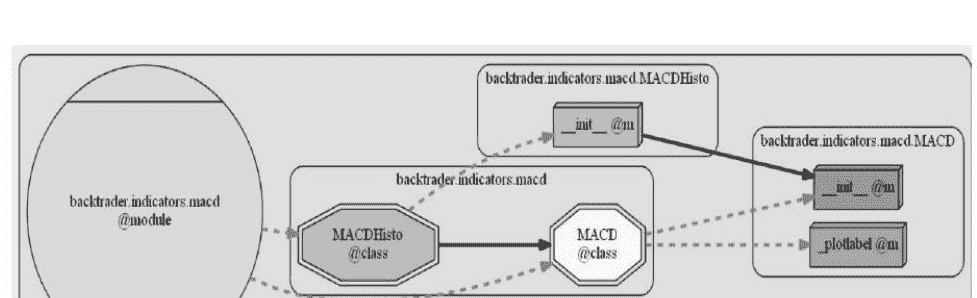 backtrader.indicators.macd.MACDHisto
__init__ @m
backtrader.indicators.macd.MACD
__init__ @m
_plotlabel @m
backtrader.indicators.macd
MACDHisto
@class
MACD
@class
backtrader.indicators.macd
@module